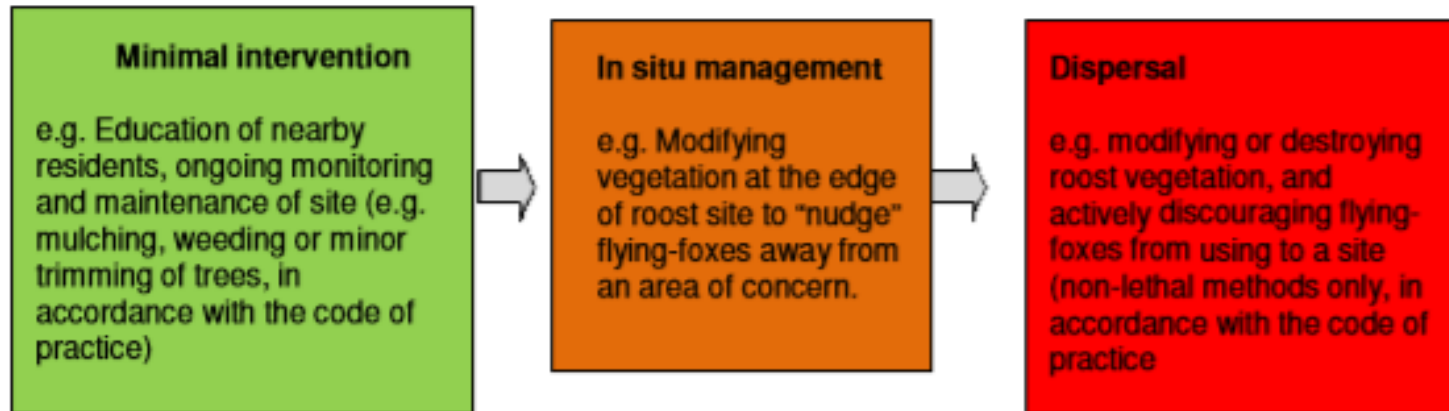 Minimal intervention
e.g. Education of nearby
residents, ongoing monitoring
and maintenance of site (e.g.
mulching, weeding or minor
trimming of trees, in
accordance with the code of
practice)
In situ management
e.g. Modifying
vegetation at the edge
of roost site to “nudge”
flying-foxes away from
an area of concern.
Dispersal
e.g. modifying or destroying
roost vegetation, and
actively discouraging flying-
foxes from using to a site
(non-lethal methods only, in
accordance with the code of
practice